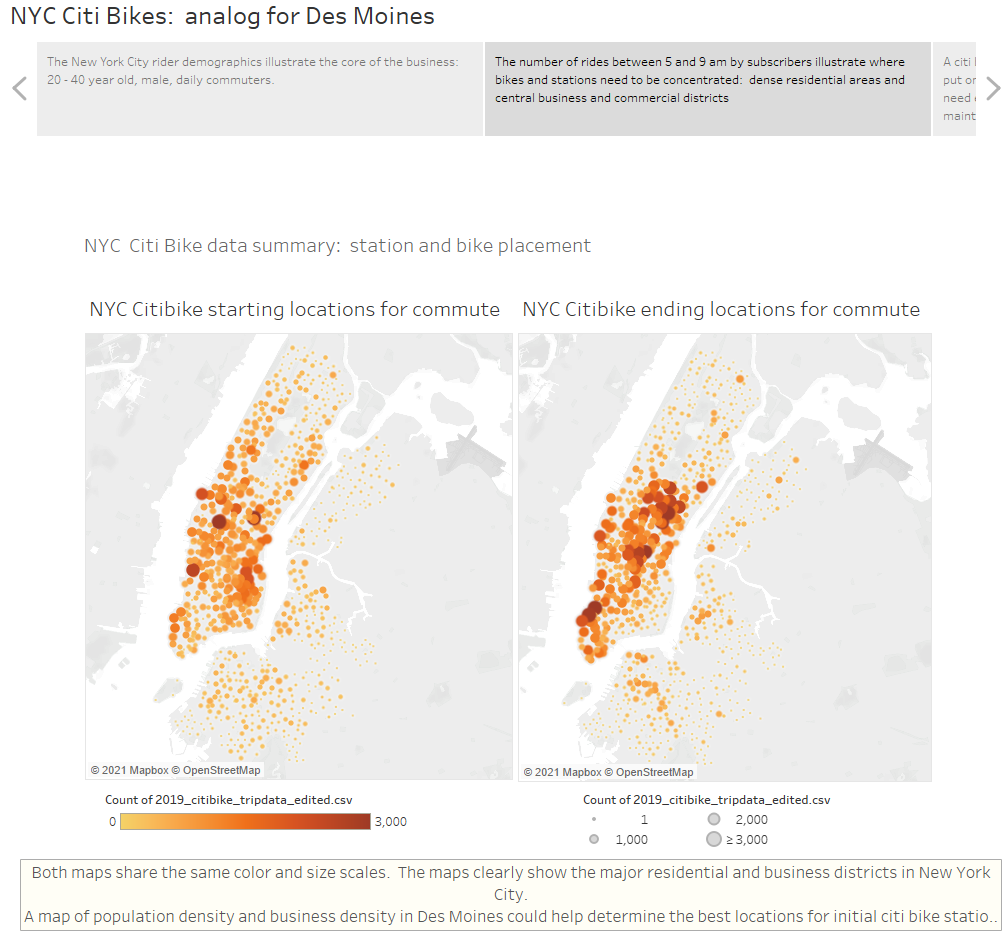 NYC Citi Bikes:  analog for Des Moines
The New York City rider demographics illustrate the core of the business:
20 - 40 year old, male, daily commuters.
The number of rides between 5 and 9 am by subscribers illustrate where
bikes and stations need to be concentrated:  dense residential areas and
central business and commercial districts
A citi
put or
need
maint
NYC  Citi Bike data summary:  station and bike placement
NYC Citibike starting locations for commute
NYC Citibike ending locations for commute
© 2021 Mapbox © OpenStreetMap
© 2021 Mapbox © OpenStreetMap
Count of 2019_citibike_tripdata_edited.csv
0
3,000
Count of 2019_citibike_tripdata_edited.csv
1
2,000
1,000
≥ 3,000
Both maps share the same color and size scales.  The maps clearly show the major residential and business districts in New York
City.
A map of population density and business density in Des Moines could help determine the best locations for initial citi bike statio..